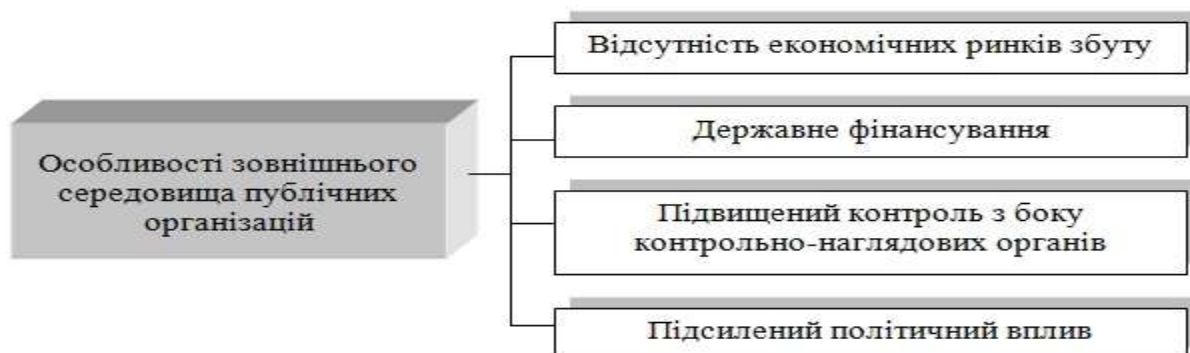 Особливості зовнішнього
середовища публічних
організацій
Відсутність економічних ринків збуту
Державне фінансування
Підвищений контроль з боку
контрольно-наглядових органів
Підсилений політичний вплив